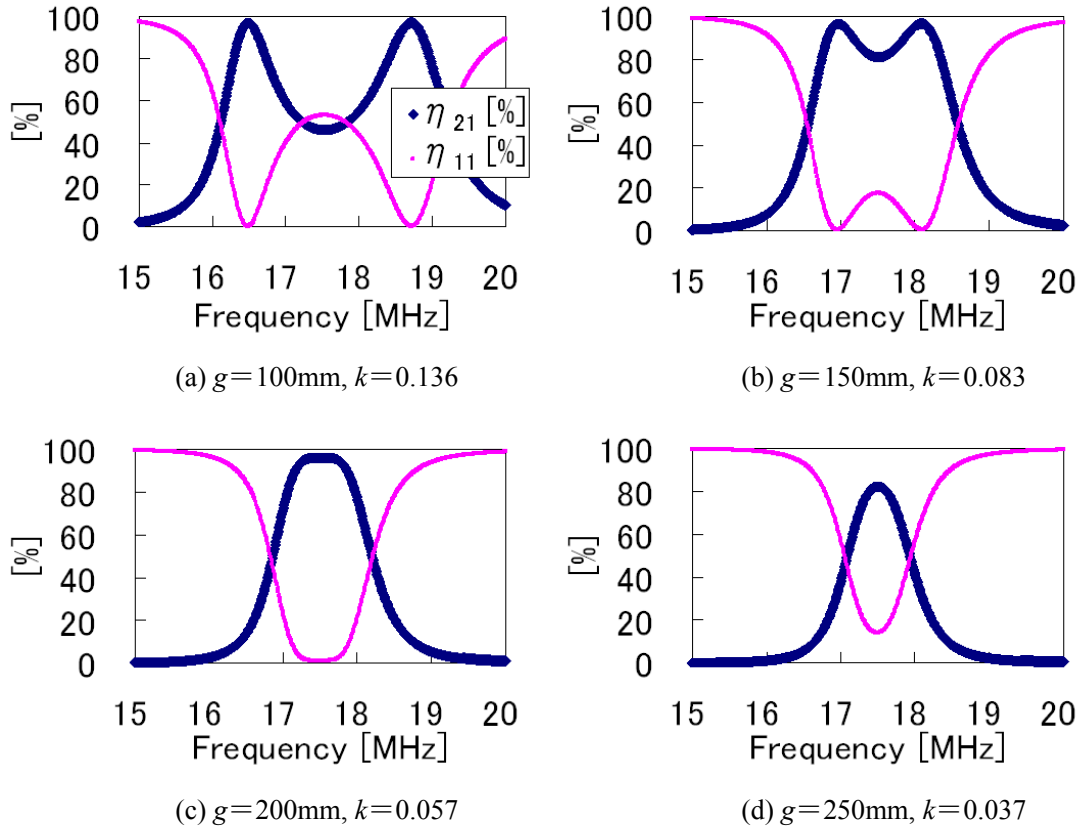 100
80
60
40
20
0
[%]
η 21 [%]
η 11 [%]
15 16 17 18 19 20
Frequency [MHz]
(a) g=100mm, k=0.136
100
80
60
40
20
0
[%]
15 16 17 18 19 20
Frequency [MHz]
(b) g=150mm, k=0.083
100
80
60
40
20
0
[%]
15 16 17 18 19 20
Frequency [MHz]
(c) g=200mm, k=0.057
100
80
60
40
20
0
[%]
15 16 17 18 19 20
Frequency [MHz]
(d) g=250mm, k=0.037